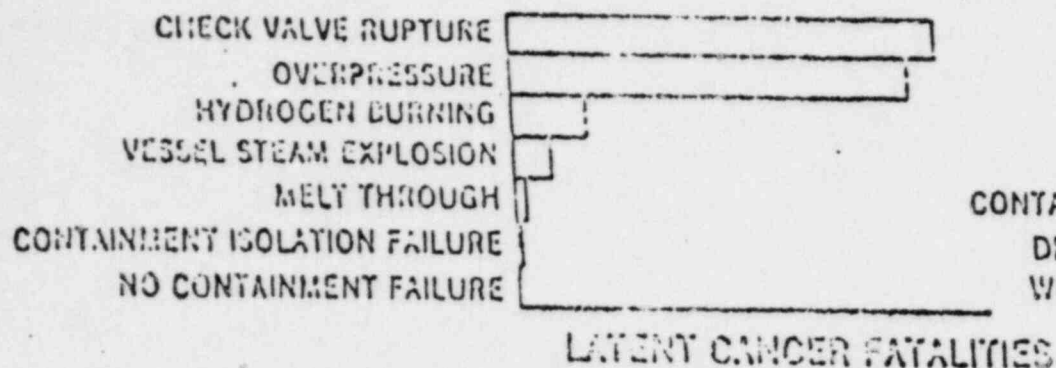 CHECK VALVE RUPTURE
OVERPRESSURE
HYDROGEN BURNING
VESSEL STEAM EXPLOSION
MELT THROUGH
CONTA
CONTAINMENT ISOLATION FAILURE
D
NO CONTAINMENT FAILURE
W
LATENT CANCER FATALITIES